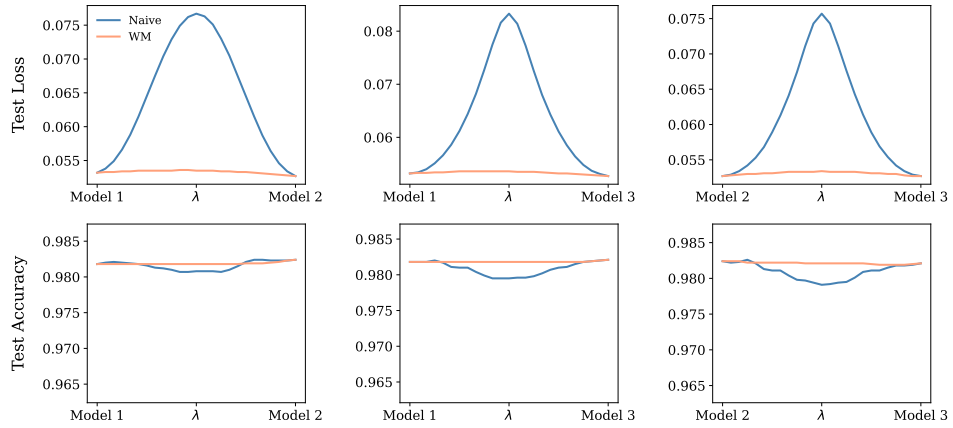 Test Loss
0.075
0.070
0.065
0.060
0.055
Naive
WM
Model 1 λ Model 2
0.08
0.07
0.06
Model 1 λ Model 3
0.075
0.070
0.065
0.060
0.055
Model 2 λ Model 3
Test Accuracy
0.985
0.980
0.975
0.970
0.965
Model 1 λ Model 2
0.985
0.980
0.975
0.970
0.965
Model 1 λ Model 3
0.985
0.980
0.975
0.970
0.965
Model 2 λ Model 3